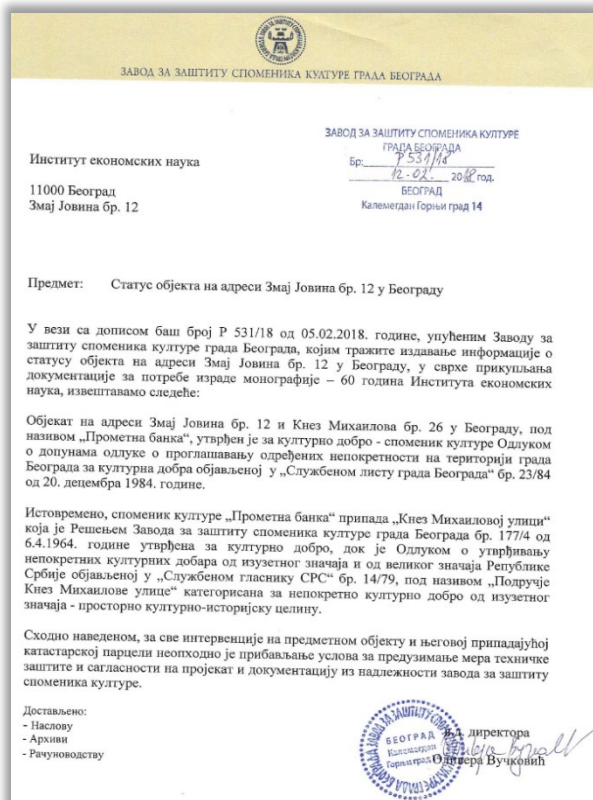 ЗАВОД ЗА ЗАШТИТУ СПОМЕНИКА КУЛТУРЕ ГРАДА БЕОГРАДА
ЗАВОД ЗА ЗАШТИТУ СПОМЕНИКА КУЛТУРЕ
ГРАДА БЕОГРАДА
Бр: Р 531/18
12-02. 2018 год.
БЕОГРАД
Калемегдан Горњи град 14
Институт економских наука
11000 Београд
Змај Јовина бр. 12
Предмет: Статус објекта на адреси Змај Јовина бр. 12 у Београду
У вези са дописом баш број Р 531/18 од 05.02.2018. године, упућеним Заводу за
заштиту споменика културе града Београда, којим тражите издавање информације о
статусу објекта на адреси Змај Јовина бр. 12 у Београду, у сврхе прикупљања
документације за потребе израде монографије – 60 година Института економских
наука, извештавамо следеће:
Објекат на адреси Змај Јовина бр. 12 и Кнез Михаилова бр. 26 у Београду, под
називом „Прометна банка“, утврђен је за културно добро - споменик културе Одлуком
о допунама одлуке о проглашавању одређених непокретности на територији града
Београда за културна добра објављеној у „Службеном листу града Београда“ бр. 23/84
од 20. децембра 1984. године.
Истовремено, споменик културе „Прометна банка“ припада „Кнез Михаиловој улици“
која је Решењем Завода за заштиту споменика културе града Београда бр. 177/4 од
6.4.1964. године утврђена за културно добро, док је Одлуком о утврђивању
непокретних културних добара од изузетног значаја и од великог значаја Републике
Србије објављеној у „Службеном гласнику СРС“ бр. 14/79, под називом „Подручје
Кнез Михаилове улице“ категорисана за непокретно културно добро од изузетног
значаја - просторно културно-историјску целину.
Сходно наведеном, за све интервенције на предметном објекту и његовој припадајућој
катастарској парцели неопходно је прибављање услова за предузимање мера техничке
заштите и сагласности на пројекат и документацију из надлежности завода за заштиту
споменика културе.
Достављено:
- Наслову
- Архиви
- Рачуноводству
в.д. директора
Оливера Вучковић
БЕОГРАД
Калемегдан
Горњи град